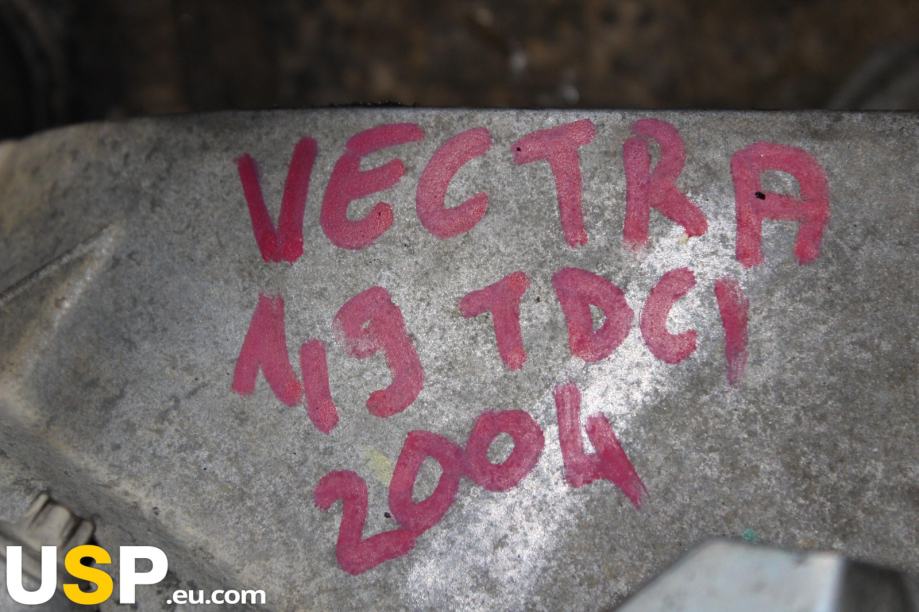 VECTRA
1,9 TDCI
2004
USP.eu.com